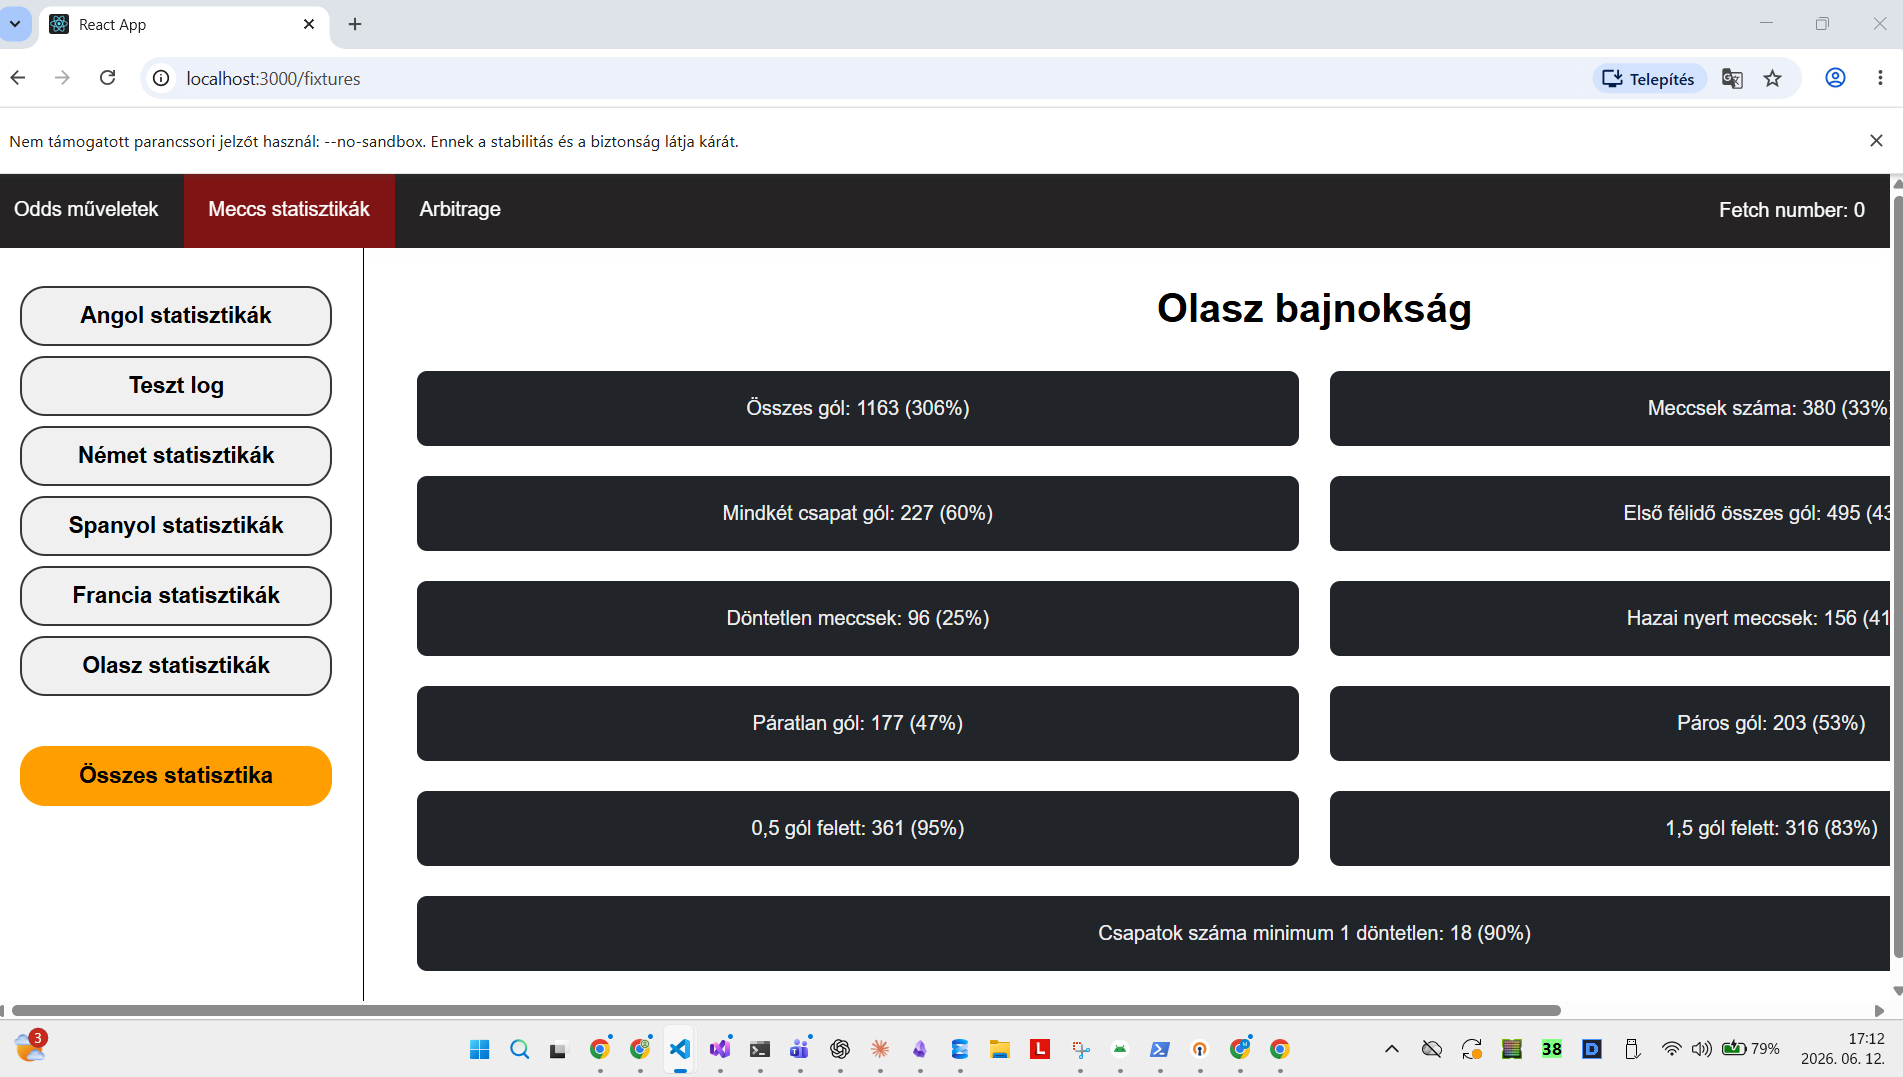 React App
localhost:3000/fixtures
Telepítés
Nem támogatott parancssori jelzőt használ: --no-sandbox. Ennek a stabilitás és a biztonság látja kárát.
Odds műveletek
Meccs statisztikák
Arbitrage
Fetch number: 0
Angol statisztikák
Teszt log
Német statisztikák
Spanyol statisztikák
Francia statisztikák
Olasz statisztikák
Összes statisztika
Olasz bajnokság
Összes gól: 1163 (306%)
Meccsek száma: 380 (33%
Mindkét csapat gól: 227 (60%)
Első félidő összes gól: 495 (43
Döntetlen meccsek: 96 (25%)
Hazai nyert meccsek: 156 (41
Páratlan gól: 177 (47%)
Páros gól: 203 (53%)
0,5 gól felett: 361 (95%)
1,5 gól felett: 316 (83%)
Csapatok száma minimum 1 döntetlen: 18 (90%)
3
L
38
D
79%
17:12
2026. 06. 12.